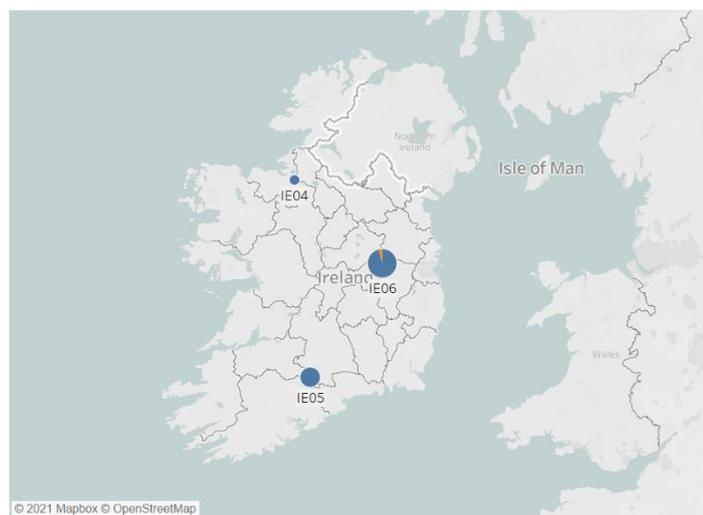 Northern
Ireland
Isle of Man
IE04
Ireland
IE06
Wales
IE05
© 2021 Mapbox © OpenStreetMap